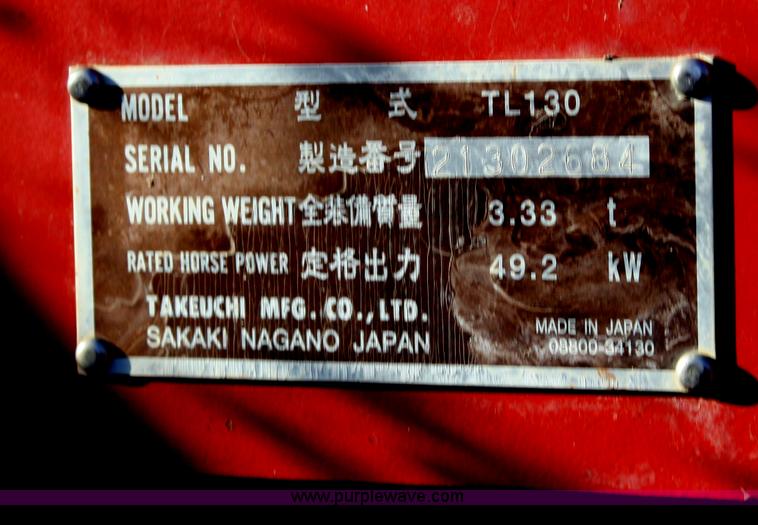 MODEL 型式 TL130
SERIAL NO. 製造番号 21302684
WORKING WEIGHT 全装備質量 3.33 t
RATED HORSE POWER 定格出力 49.2 kW
TAKEUCHI MFG. CO., LTD.
SAKAKI NAGANO JAPAN
MADE IN JAPAN
08800-34130
www.purplewave.com